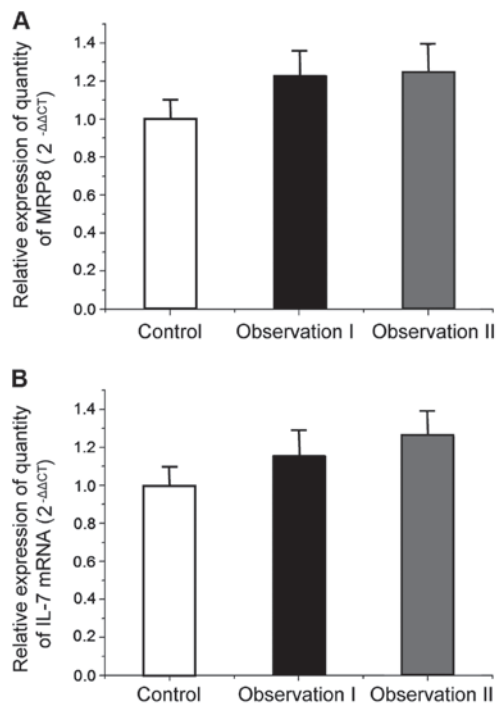 A
Relative expression of quantity
of MRP8 (2 -ΔΔCT)
1.4
1.2
1.0
0.8
0.6
0.4
0.2
0.0
Control Observation I Observation II
B
Relative expression of quantity
of IL-7 mRNA (2-ΔΔCT)
1.4
1.2
1.0
0.8
0.6
0.4
0.2
0.0
Control Observation I Observation II